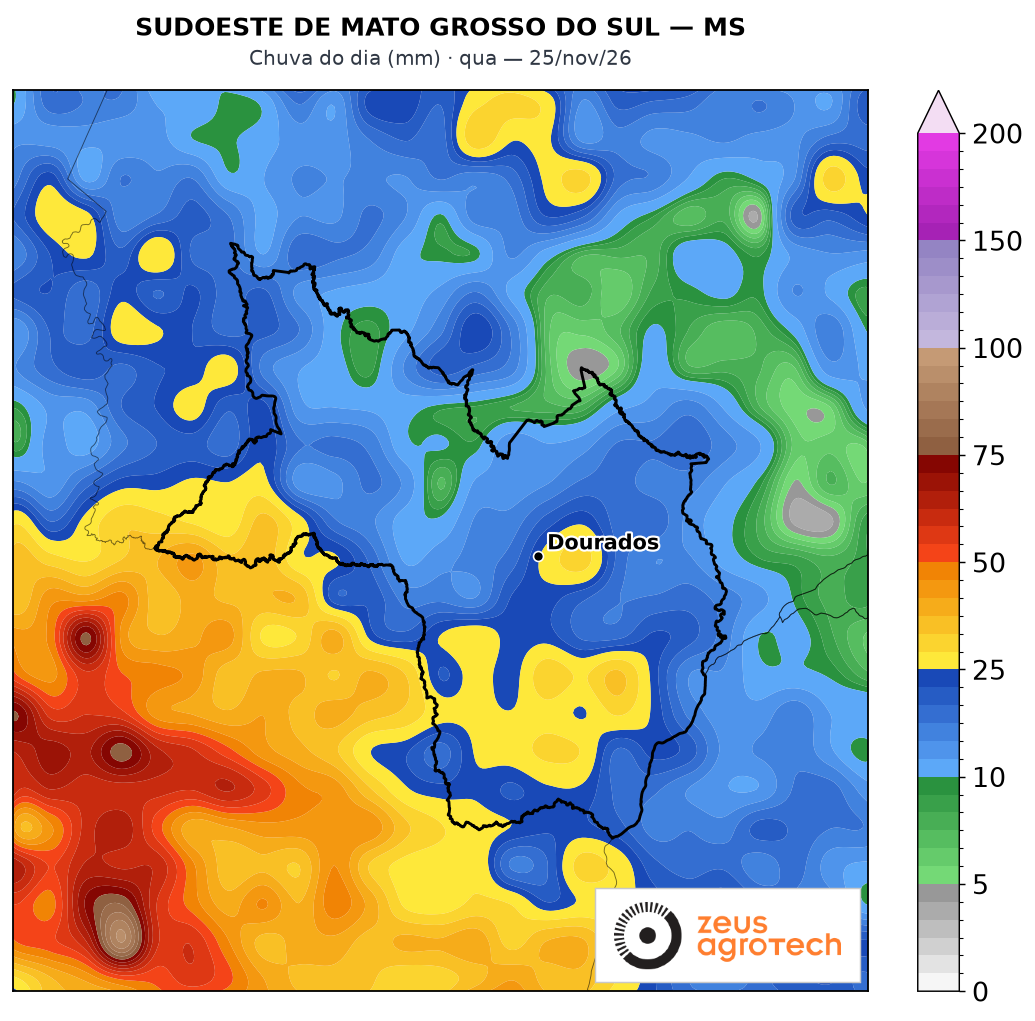 SUDOESTE DE MATO GROSSO DO SUL — MS
Chuva do dia (mm) · qua — 25/nov/26
200
150
100
75
50
25
10
5
0
Dourados
zeus
agrotech